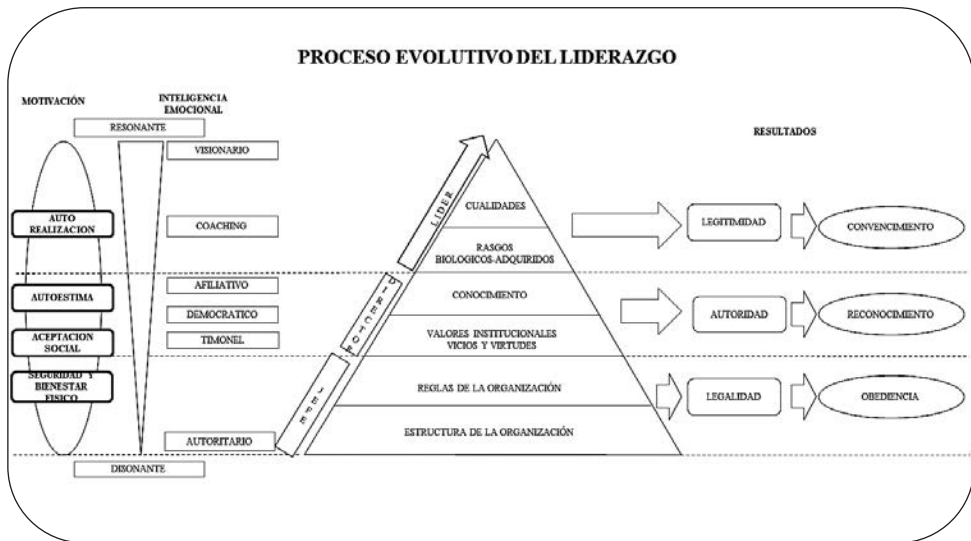 PROCESO EVOLUTIVO DEL LIDERAZGO
MOTIVACIÓN
INTELIGENCIA
EMOCIONAL
RESULTADOS
RESONANTE
VISIONARIO
AUTO
REALIZACION
COACHING
AFILIATIVO
AUTOESTIMA
DEMOCRATICO
ACEPTACION
SOCIAL
TIMONEL
SEGURIDAD Y
BIENESTAR
FISICO
AUTORITARIO
DISONANTE
LIDER
DIRECTOR
JEFE
CUALIDADES
RASGOS
BIOLOGICOS-ADQUIRIDOS
CONOCIMIENTO
VALORES INSTITUCIONALES
VICIOS Y VIRTUDES
REGLAS DE LA ORGANIZACIÓN
ESTRUCTURA DE LA ORGANIZACIÓN
LEGITIMIDAD
CONVENCIMIENTO
AUTORIDAD
RECONOCIMIENTO
LEGALIDAD
OBEDIENCIA